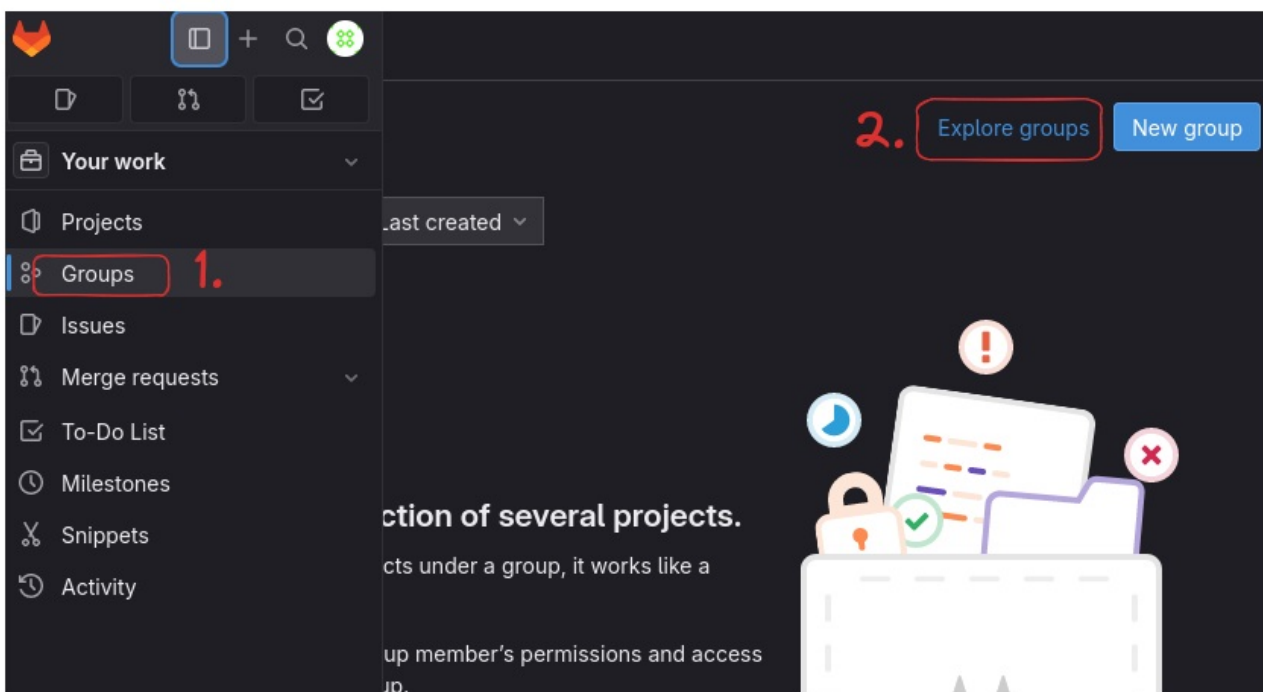 2. Explore groups New group
Your work
Projects
Last created
Groups 1.
Issues
Merge requests
To-Do List
Milestones
Snippets
Activity
ction of several projects.
cts under a group, it works like a
up member's permissions and access
up.